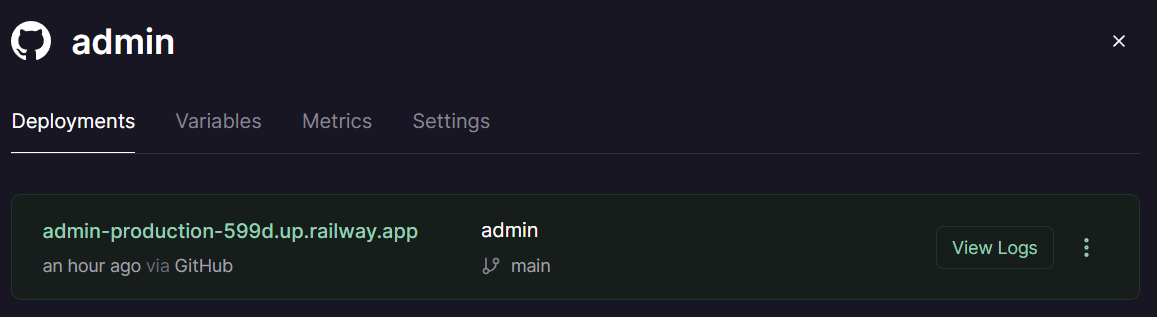 admin
Deployments Variables Metrics Settings
admin-production-599d.up.railway.app admin
an hour ago via GitHub main
View Logs